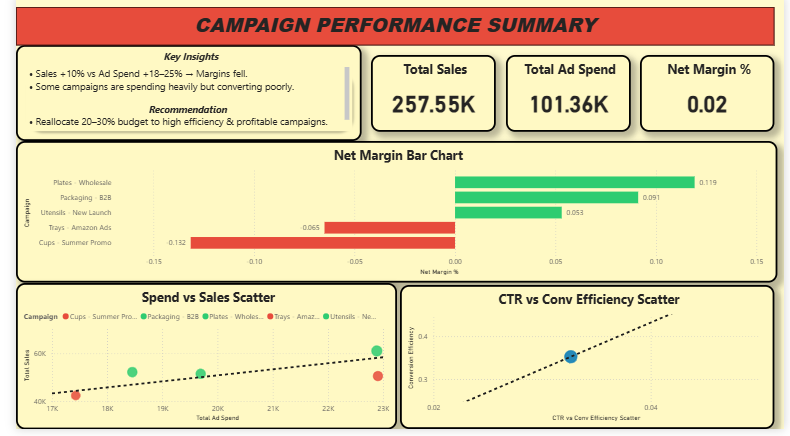 CAMPAIGN PERFORMANCE SUMMARY
Key Insights
• Sales +10% vs Ad Spend +18–25% → Margins fell.
• Some campaigns are spending heavily but converting poorly.
Recommendation
• Reallocate 20–30% budget to high efficiency & profitable campaigns.
Total Sales
257.55K
Total Ad Spend
101.36K
Net Margin %
0.02
Net Margin Bar Chart
Campaign
Plates - Wholesale
0.119
Packaging - B2B
0.091
Utensils - New Launch
0.053
Trays - Amazon Ads
-0.065
Cups - Summer Promo
-0.132
-0.15 -0.10 -0.05 0.00 0.05 0.10 0.15
Net Margin %
Spend vs Sales Scatter
Campaign Cups - Summer Pro... Packaging - B2B Plates - Wholes... Trays - Amaz... Utensils - Ne...
Total Sales
60K
40K
17K 18K 19K 20K 21K 22K 23K
Total Ad Spend
CTR vs Conv Efficiency Scatter
Conversion Efficiency
0.4
0.3
0.02 0.04
CTR vs Conv Efficiency Scatter